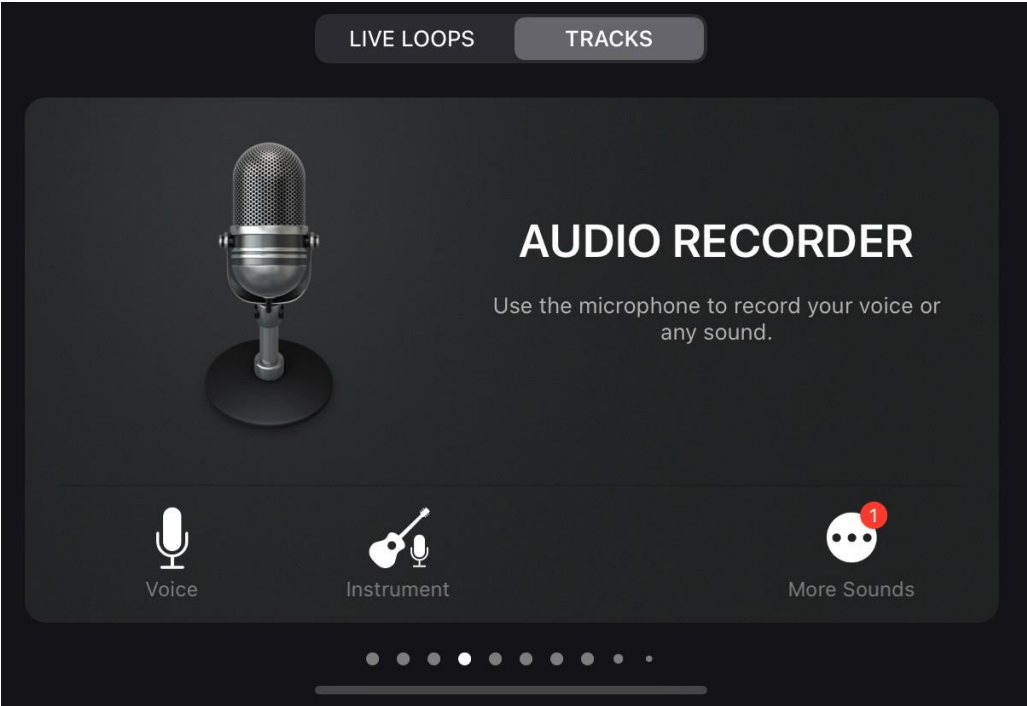 LIVE LOOPS
TRACKS
AUDIO RECORDER
Use the microphone to record your voice or
any sound.
1
Voice
Instrument
More Sounds